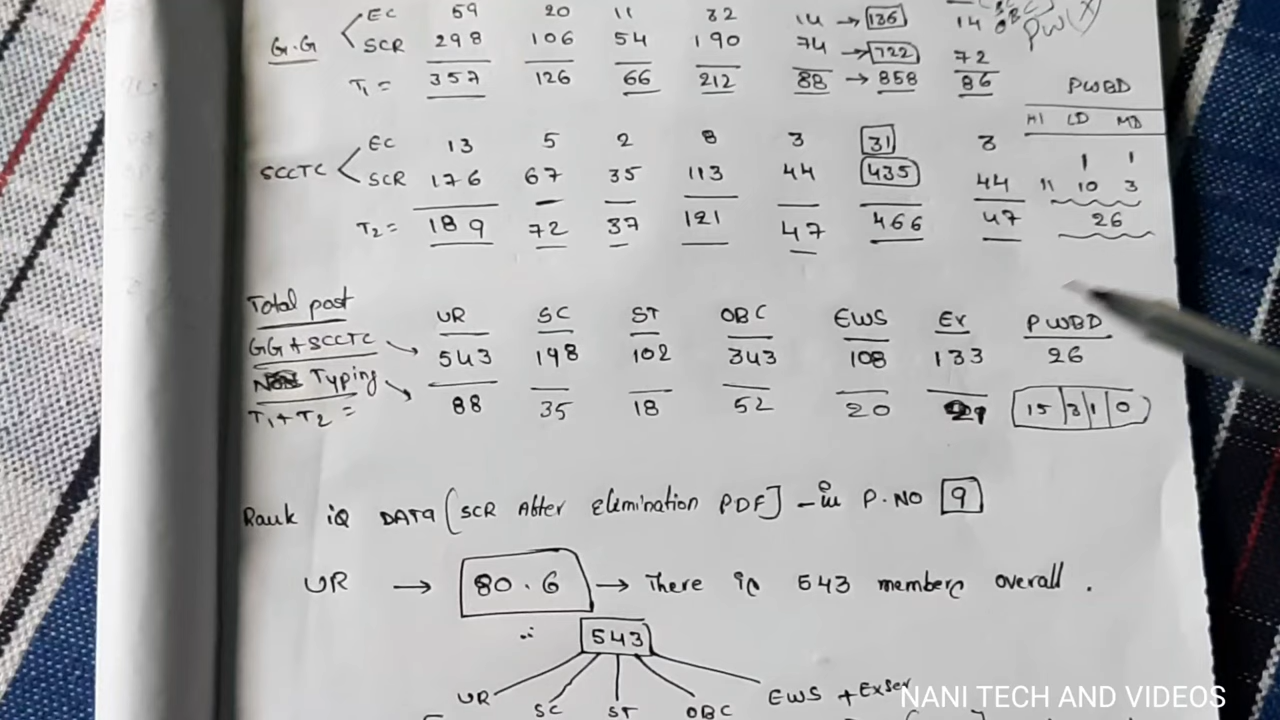 EC 59 20 11 32 14 → 136 14
G.G SCR 298 106 54 190 74 → 722 72
T1 = 357 126 66 212 88 → 858 86
PWBD
HI LD MD
SCCTC EC 13 5 2 8 3 31 3 1 1
SCR 176 67 35 113 44 435 44 11 10 3
T2 = 189 72 37 121 47 466 47 26
Total post UR SC ST OBC EWS Ex PWBD
GG+SCCTC → 543 198 102 343 108 133 26
Typing → 88 35 18 52 20 15 3 1 0
T1+T2 =
Rank iQ DATA (SCR After Elimination PDF] - in P.NO 9
UR → 80.6 → There is 543 members overall.
∴ 543
UR SC ST OBC EWS + Exser
NANI TECH AND VIDEOS